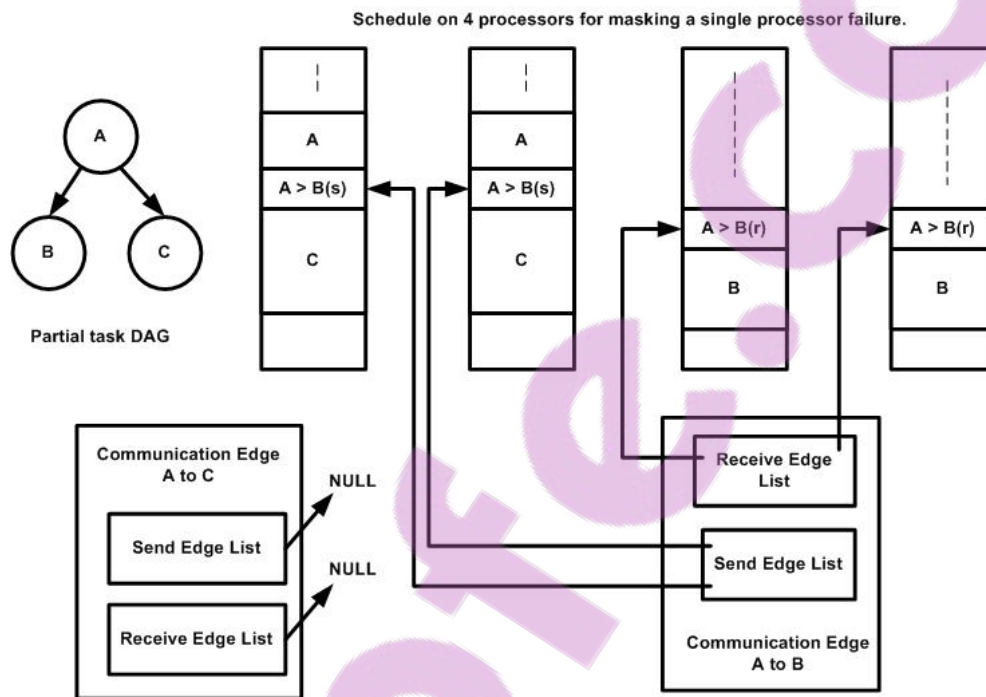 Schedule on 4 processors for masking a single processor failure.
A
B
C
Partial task DAG
A
A > B(s)
C
A
A > B(s)
C
A > B(r)
B
A > B(r)
B
Communication Edge
A to C
Send Edge List
Receive Edge List
NULL
NULL
Receive Edge
List
Send Edge List
Communication Edge
A to B